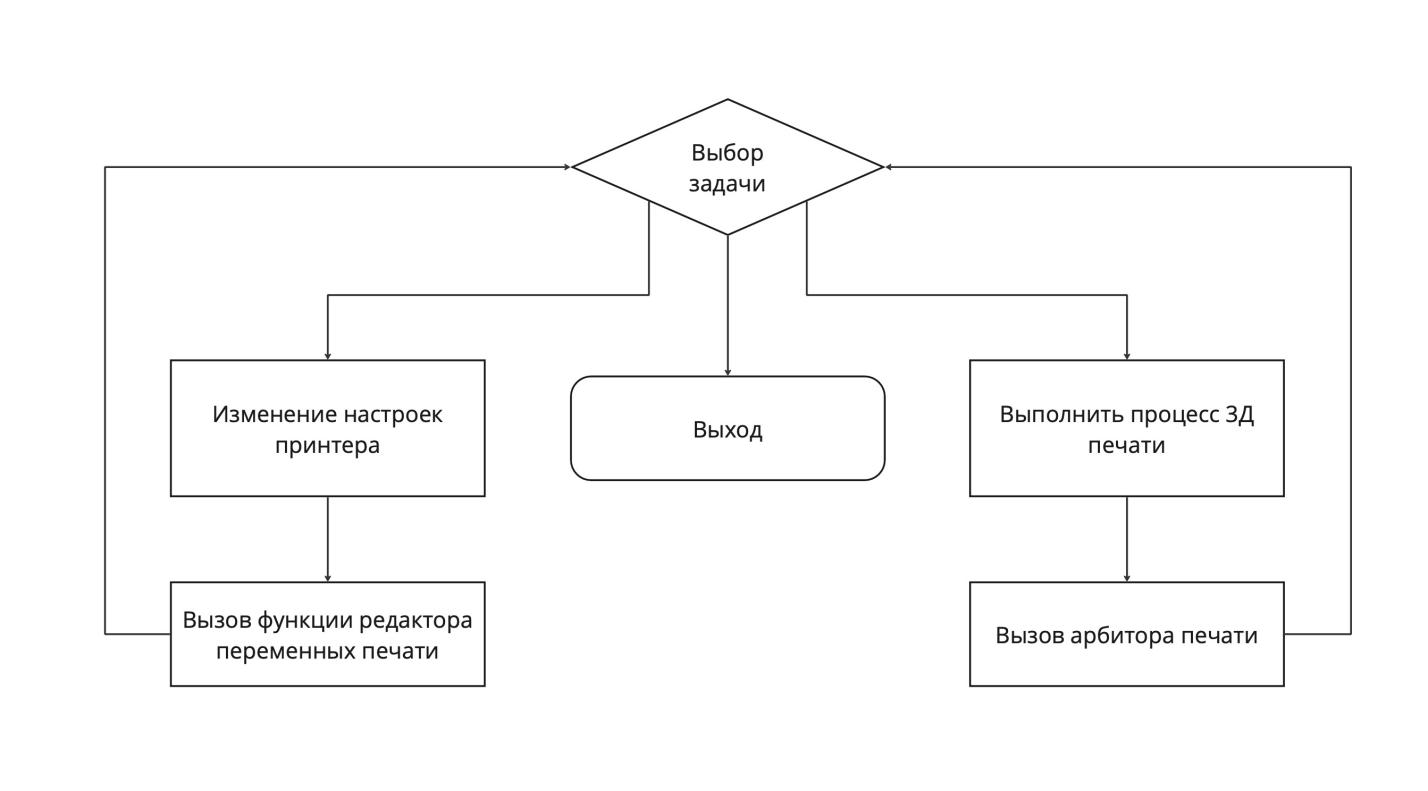 Выбор
задачи
Изменение настроек
принтера
Выход
Выполнить процесс 3Д
печати
Вызов функции редактора
переменных печати
Вызов арбитора печати